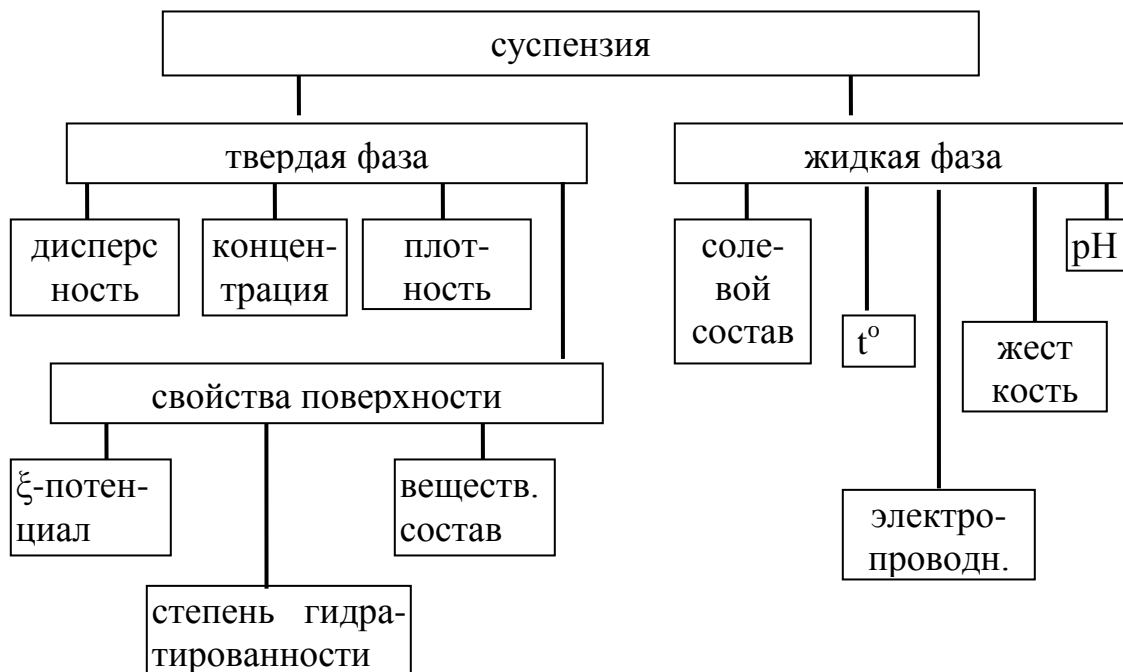 суспензия
твердая фаза
жидкая фаза
дисперс
ность
концен-
трация
плот-
ность
соле-
вой
состав
t°
электро-
проводн.
жест
кость
pH
свойства поверхности
ξ-потен-
циал
степень гидра-
тированности
веществ.
состав